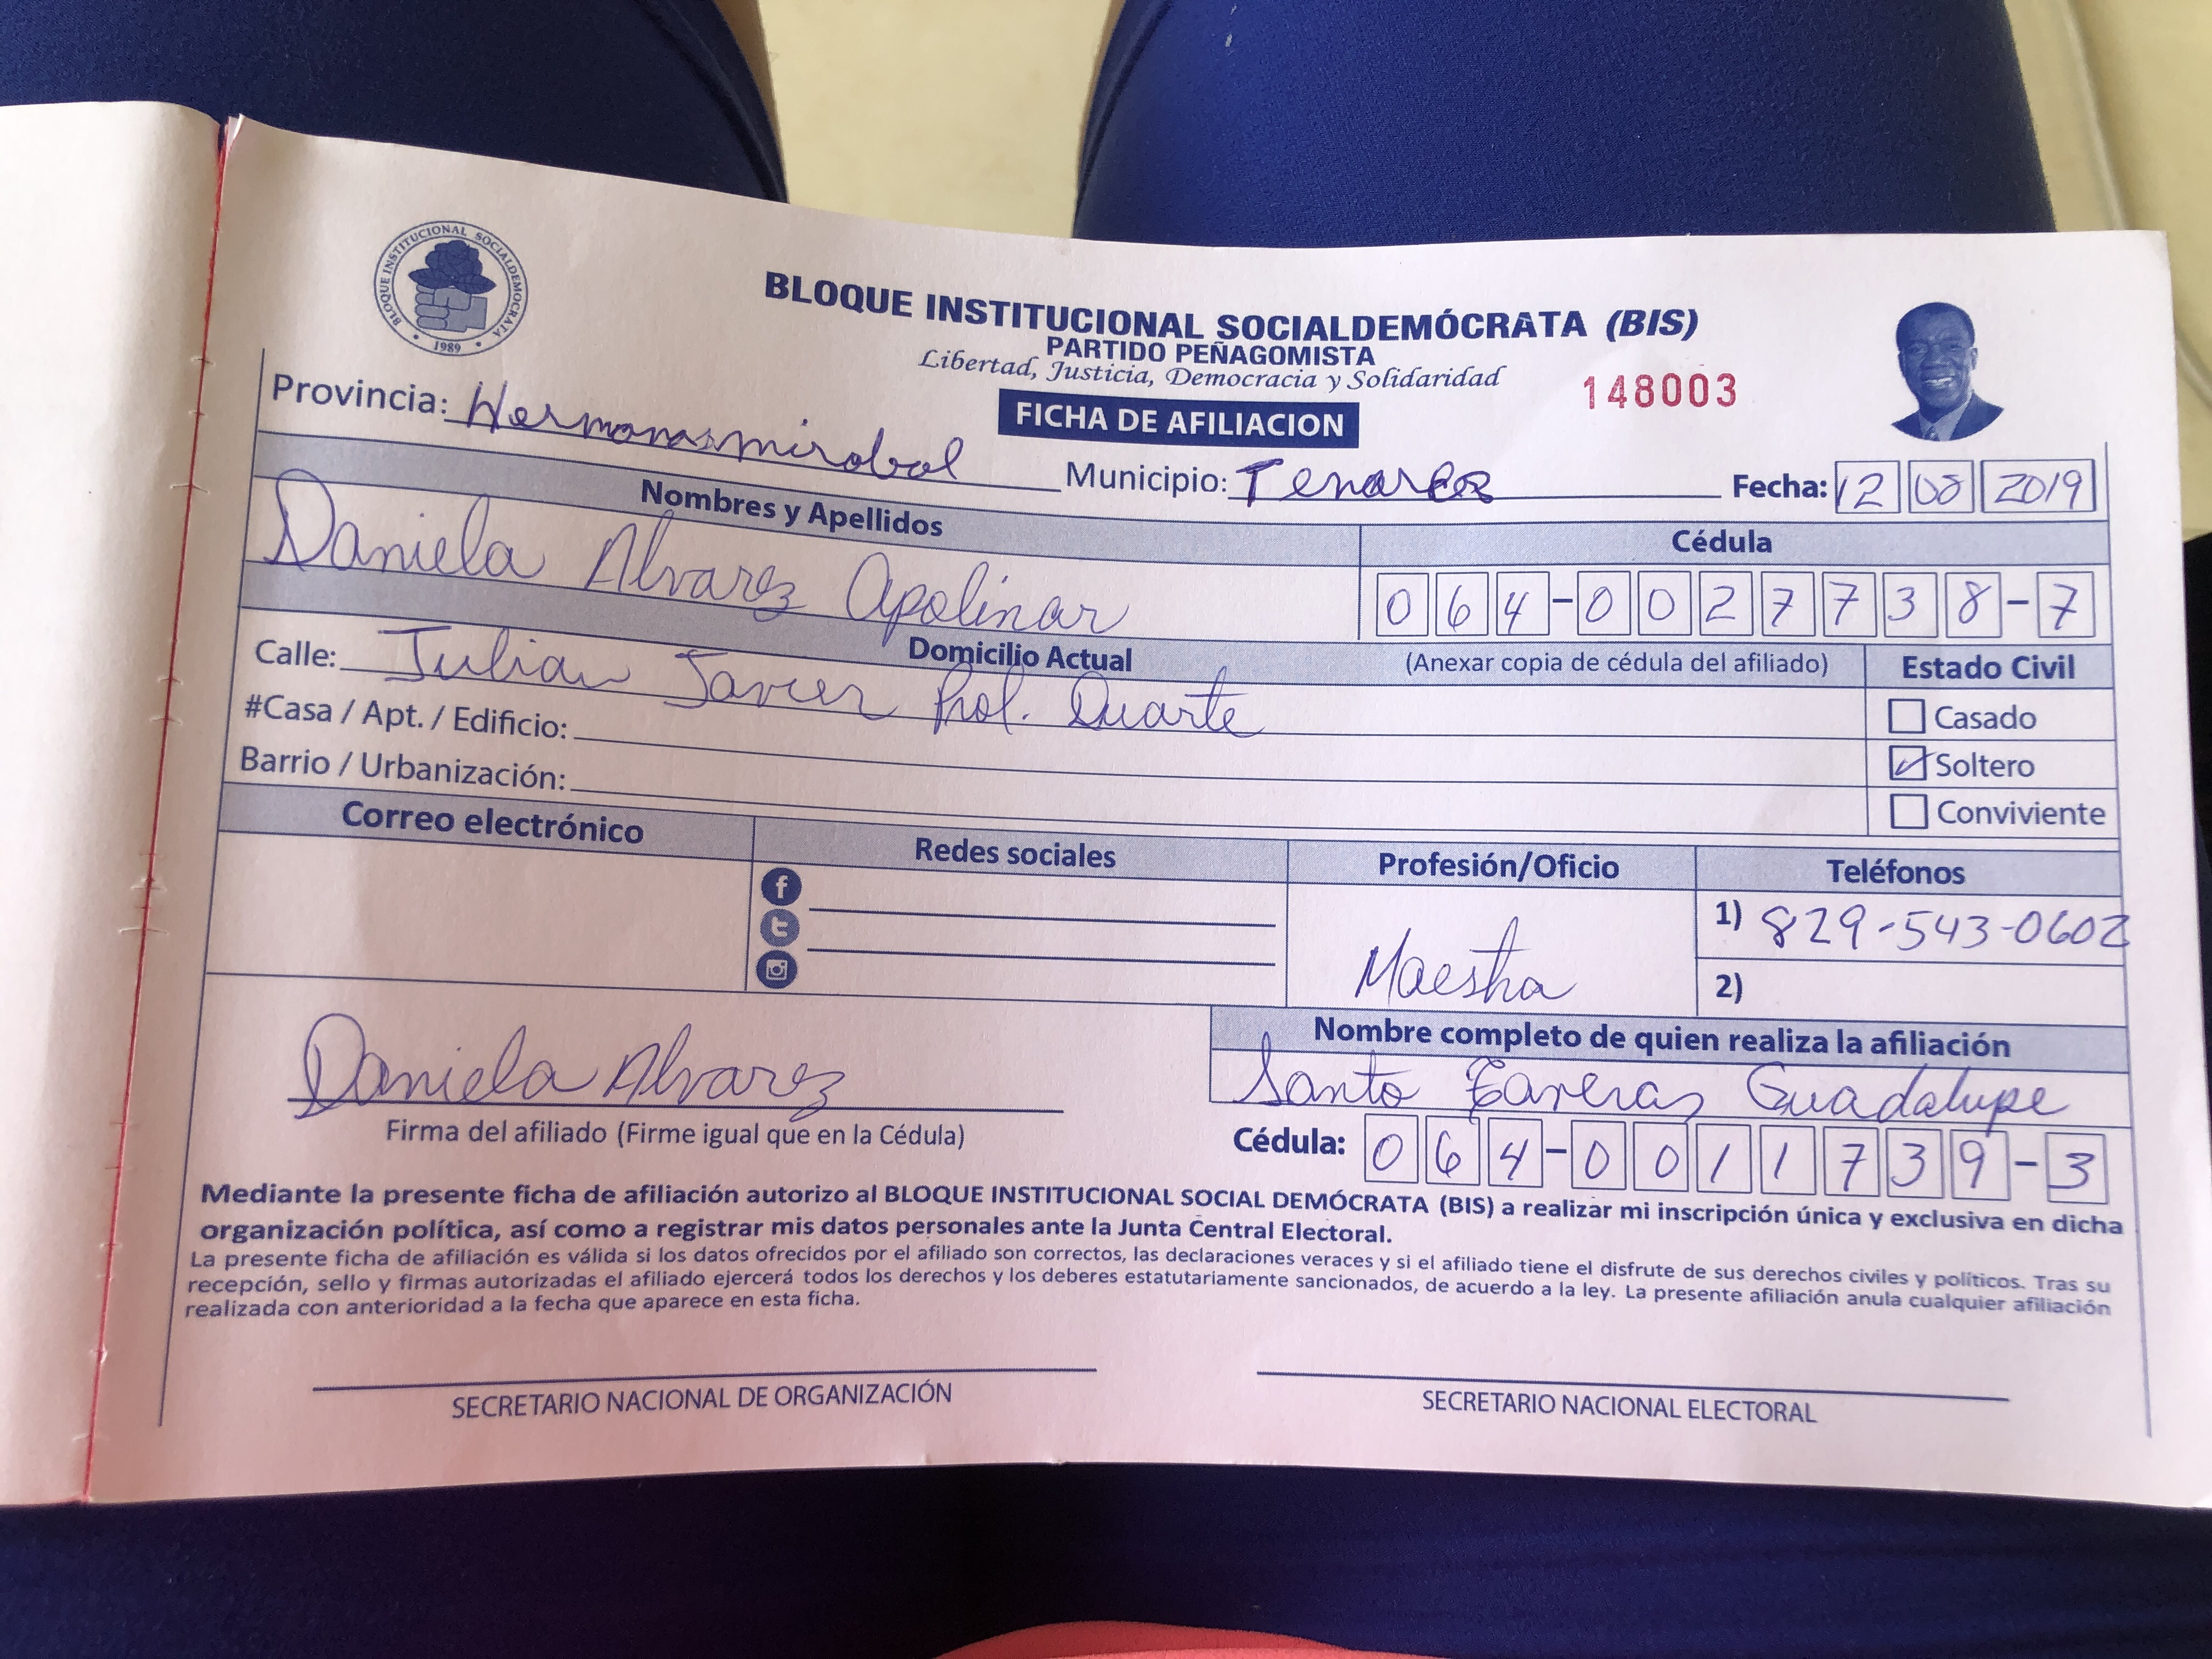 BLOQUE INSTITUCIONAL SOCIALDEMOCRATA
1989
BLOQUE INSTITUCIONAL SOCIALDEMÓCRATA (BIS)
PARTIDO PEÑAGOMISTA
Libertad, Justicia, Democracia y Solidaridad
148003
FICHA DE AFILIACION
Provincia: Hermanas mirabal Municipio: Tenares Fecha: 12 08 2019
Nombres y Apellidos
Daniela Alvarez Apolinar
Cédula
064-0027738-7
Domicilio Actual
(Anexar copia de cédula del afiliado)
Calle: Julian Javier Prol. Duarte
#Casa / Apt. / Edificio:
Barrio / Urbanización:
Estado Civil
Casado
Soltero
Conviviente
Correo electrónico
Redes sociales
Profesión/Oficio
Maestra
Teléfonos
1) 829-543-0602
2)
Daniela Alvarez
Firma del afiliado (Firme igual que en la Cédula)
Nombre completo de quien realiza la afiliación
Santo Taveras Guadalupe
Cédula: 064-0011739-3
Mediante la presente ficha de afiliación autorizo al BLOQUE INSTITUCIONAL SOCIAL DEMÓCRATA (BIS) a realizar mi inscripción única y exclusiva en dicha
organización política, así como a registrar mis datos personales ante la Junta Central Electoral.
La presente ficha de afiliación es válida si los datos ofrecidos por el afiliado son correctos, las declaraciones veraces y si el afiliado tiene el disfrute de sus derechos civiles y políticos. Tras su
recepción, sello y firmas autorizadas el afiliado ejercerá todos los derechos y los deberes estatutariamente sancionados, de acuerdo a la ley. La presente afiliación anula cualquier afiliación
realizada con anterioridad a la fecha que aparece en esta ficha.
SECRETARIO NACIONAL DE ORGANIZACIÓN
SECRETARIO NACIONAL ELECTORAL